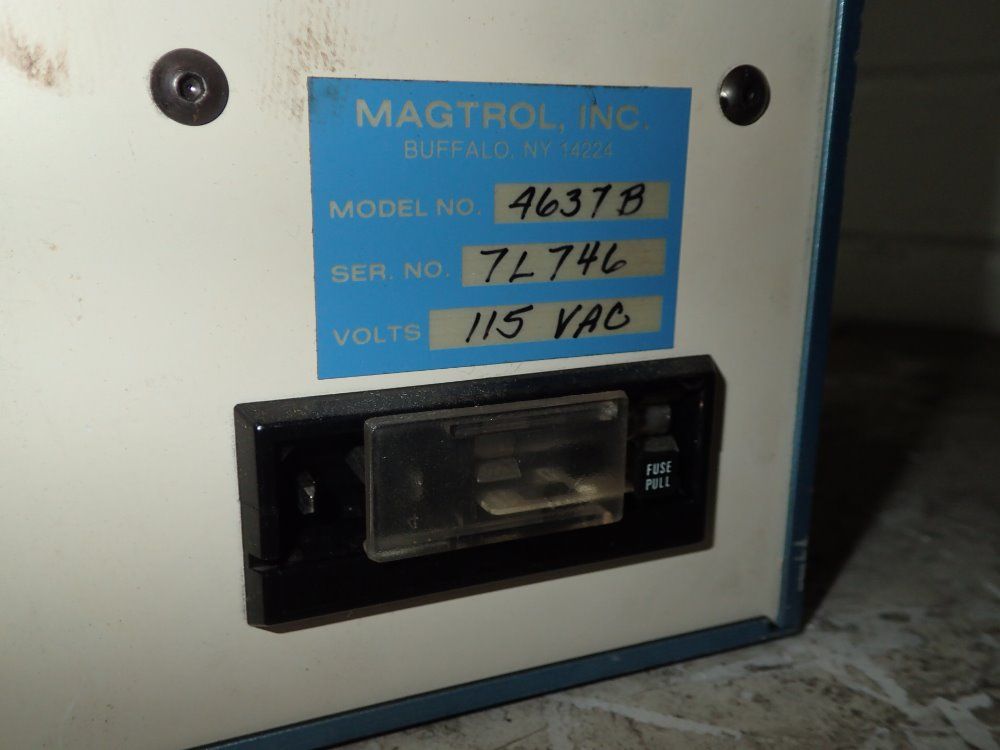 MAGTROL, INC.
BUFFALO, NY 14224
MODEL NO. 4637B
SER. NO. 7L746
VOLTS 115 VAC
FUSE
PULL